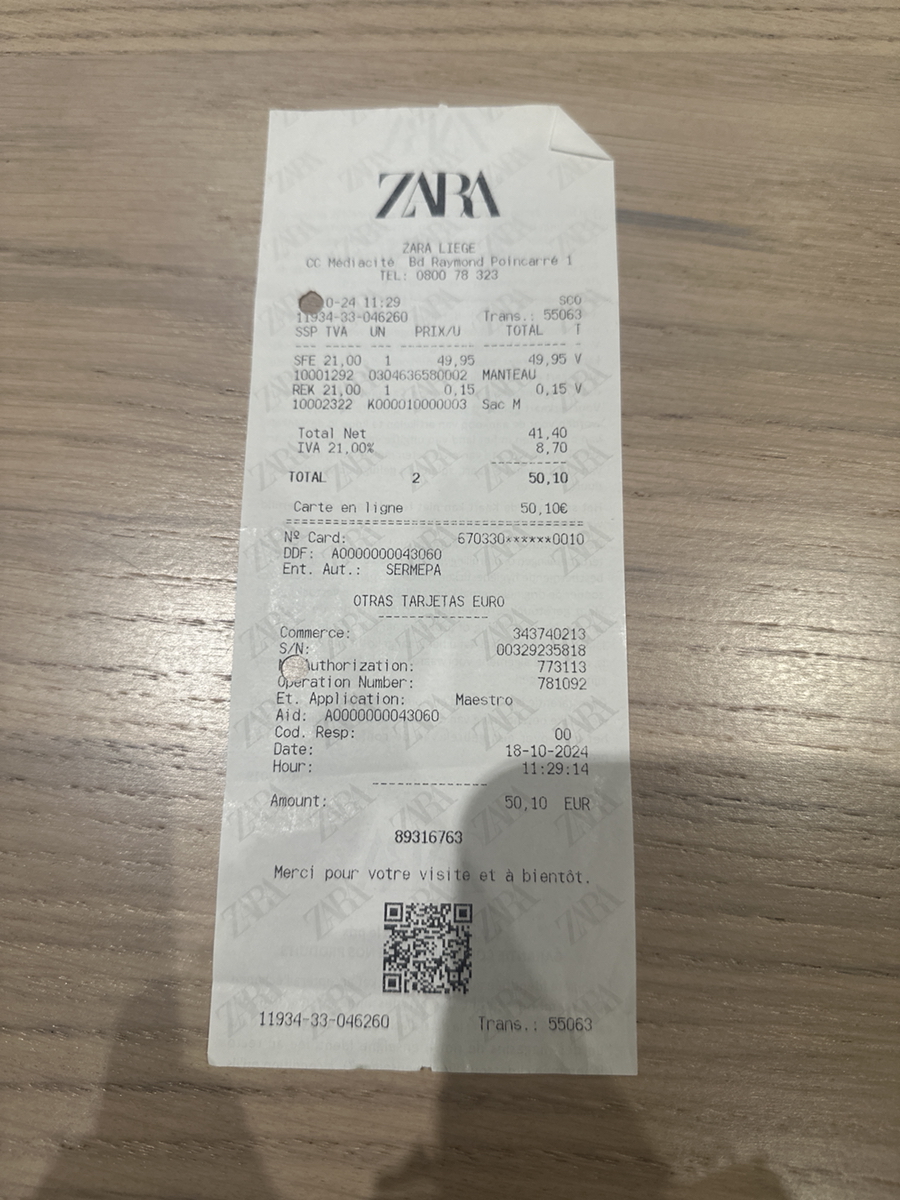 ZARA
ZARA LIEGE
CC Médiacité Bd Raymond Poincarré 1
TEL: 0800 78 323
0-24 11:29 SCO
11934-33-046260 Trans.: 55063
SSP TVA UN PRIX/U TOTAL T
SFE 21,00 1 49,95 49,95 V
10001292 0304636580002 MANTEAU
REK 21,00 1 0,15 0,15 V
10002322 K000010000003 Sac M
Total Net 41,40
IVA 21,00% 8,70
TOTAL 2 50,10
Carte en ligne 50,10€
Nº Card: 670330******0010
DDF: A0000000043060
Ent. Aut.: SERMEPA
OTRAS TARJETAS EURO
Commerce: 343740213
S/N: 00329235818
Authorization: 773113
Operation Number: 781092
Et. Application: Maestro
Aid: A0000000043060
Cod. Resp: 00
Date: 18-10-2024
Hour: 11:29:14
Amount: 50,10 EUR
89316763
Merci pour votre visite et à bientôt.
11934-33-046260 Trans.: 55063